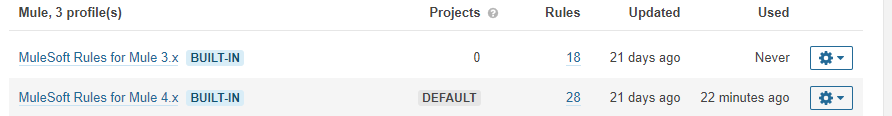 Mule, 3 profile(s) Projects Rules Updated Used
MuleSoft Rules for Mule 3.x BUILT-IN 0 18 21 days ago Never
MuleSoft Rules for Mule 4.x BUILT-IN DEFAULT 28 21 days ago 22 minutes ago